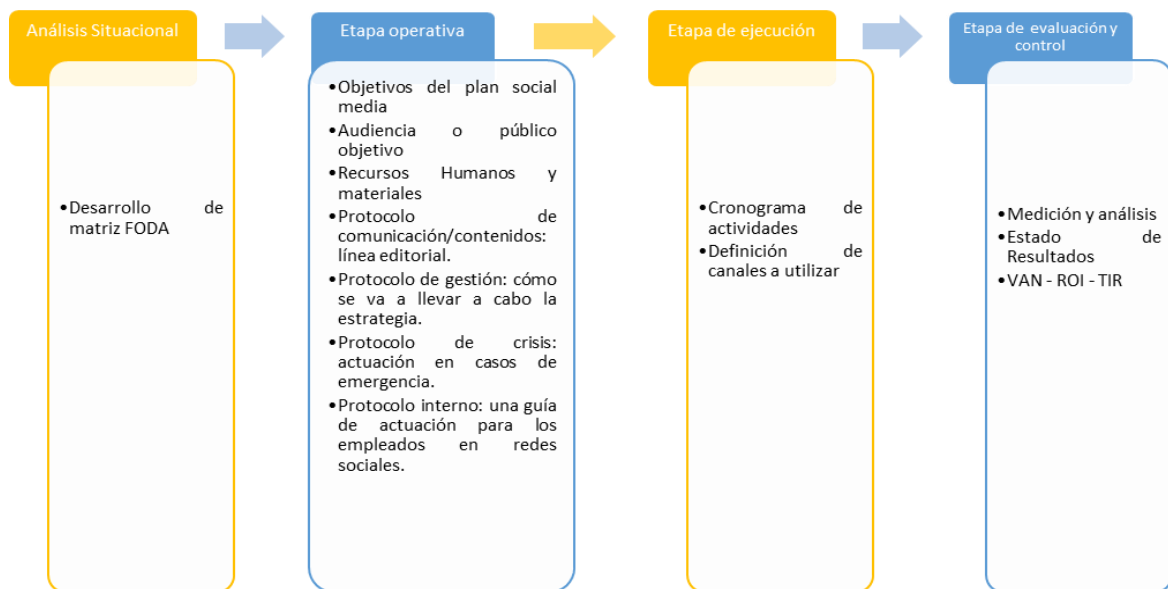 Análisis Situacional
•Desarrollo de
matriz FODA
Etapa operativa
•Objetivos del plan social
media
•Audiencia o público
objetivo
•Recursos Humanos y
materiales
•Protocolo de
comunicación/contenidos:
línea editorial.
•Protocolo de gestión: cómo
se va a llevar a cabo la
estrategia.
•Protocolo de crisis:
actuación en casos de
emergencia.
•Protocolo interno: una guía
de actuación para los
empleados en redes
sociales.
Etapa de ejecución
•Cronograma de
actividades
•Definición de
canales a utilizar
Etapa de evaluación y
control
•Medición y análisis
•Estado de
Resultados
•VAN - ROI - TIR